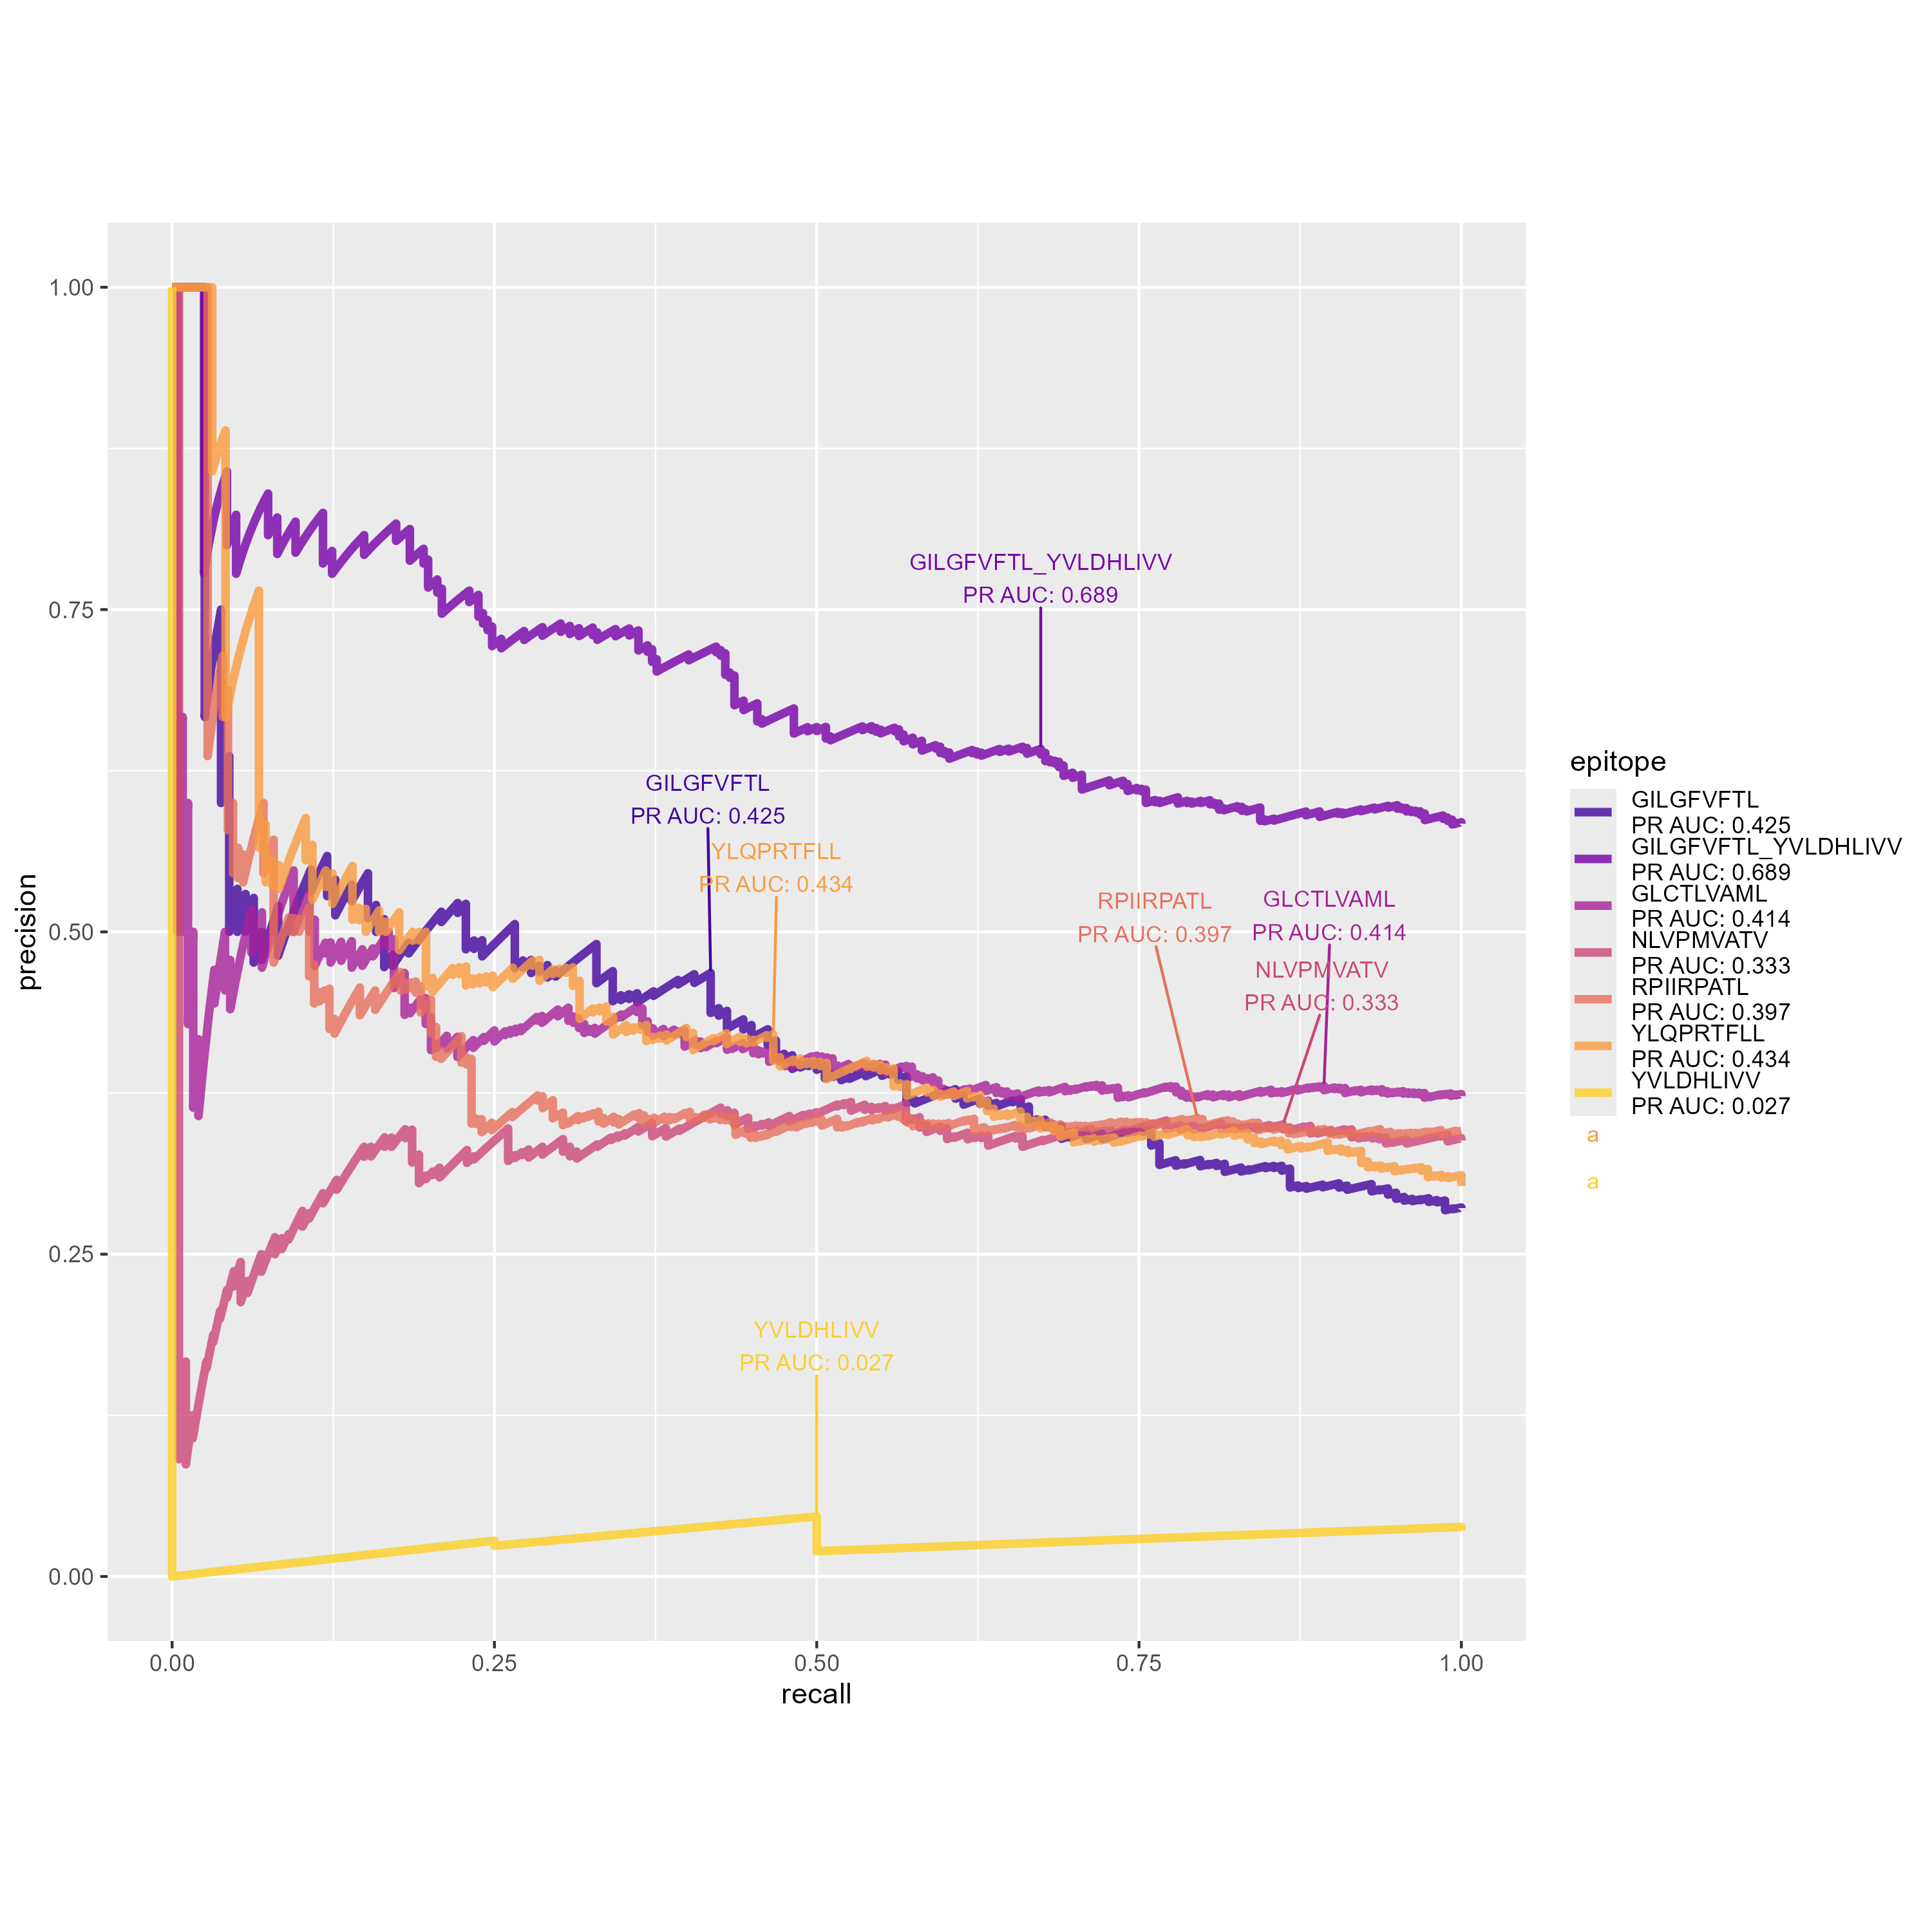 1.00
0.75
0.50
0.25
0.00
precision
0.00
0.25
0.50
0.75
1.00
recall
GILGFVFTL_YVLDHLIVV
PR AUC: 0.689
GILGFVFTL
PR AUC: 0.425
YLQPRTFLL
PR AUC: 0.434
RPIIRPATL
PR AUC: 0.397
GLCTLVAML
PR AUC: 0.414
NLVPMVATV
PR AUC: 0.333
YVLDHLIVV
PR AUC: 0.027
epitope
GILGFVFTL
PR AUC: 0.425
GILGFVFTL_YVLDHLIVV
PR AUC: 0.689
GLCTLVAML
PR AUC: 0.414
NLVPMVATV
PR AUC: 0.333
RPIIRPATL
PR AUC: 0.397
YLQPRTFLL
PR AUC: 0.434
YVLDHLIVV
PR AUC: 0.027
a
a